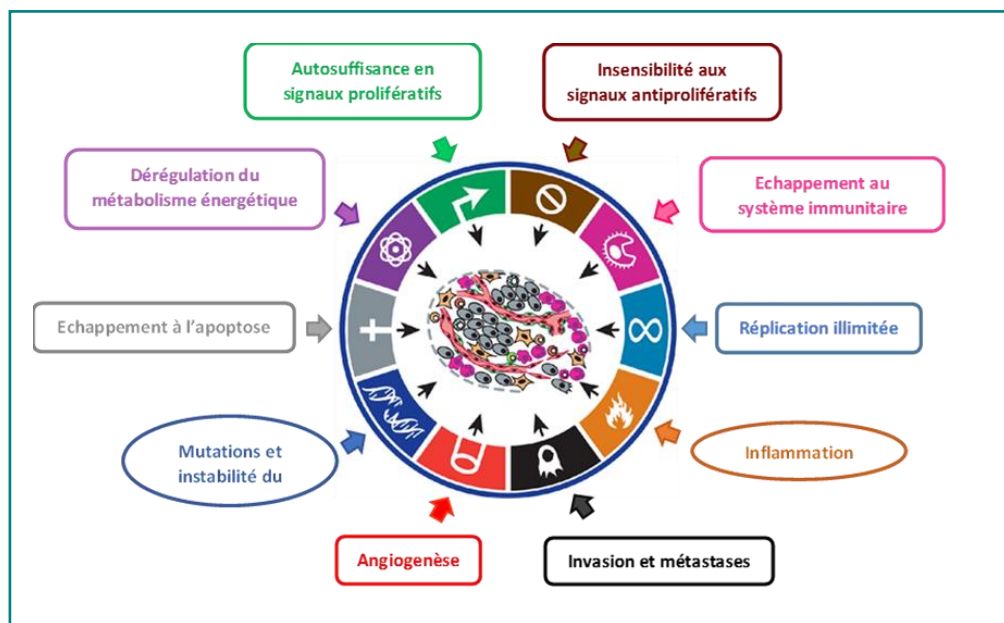 Autosuffisance en
signaux prolifératifs
Insensibilité aux
signaux antiprolifératifs
Dérégulation du
métabolisme énergétique
Echappement au
système immunitaire
Echappement à l'apoptose
Réplication illimitée
Mutations et
instabilité du
Inflammation
Angiogenèse
Invasion et métastases